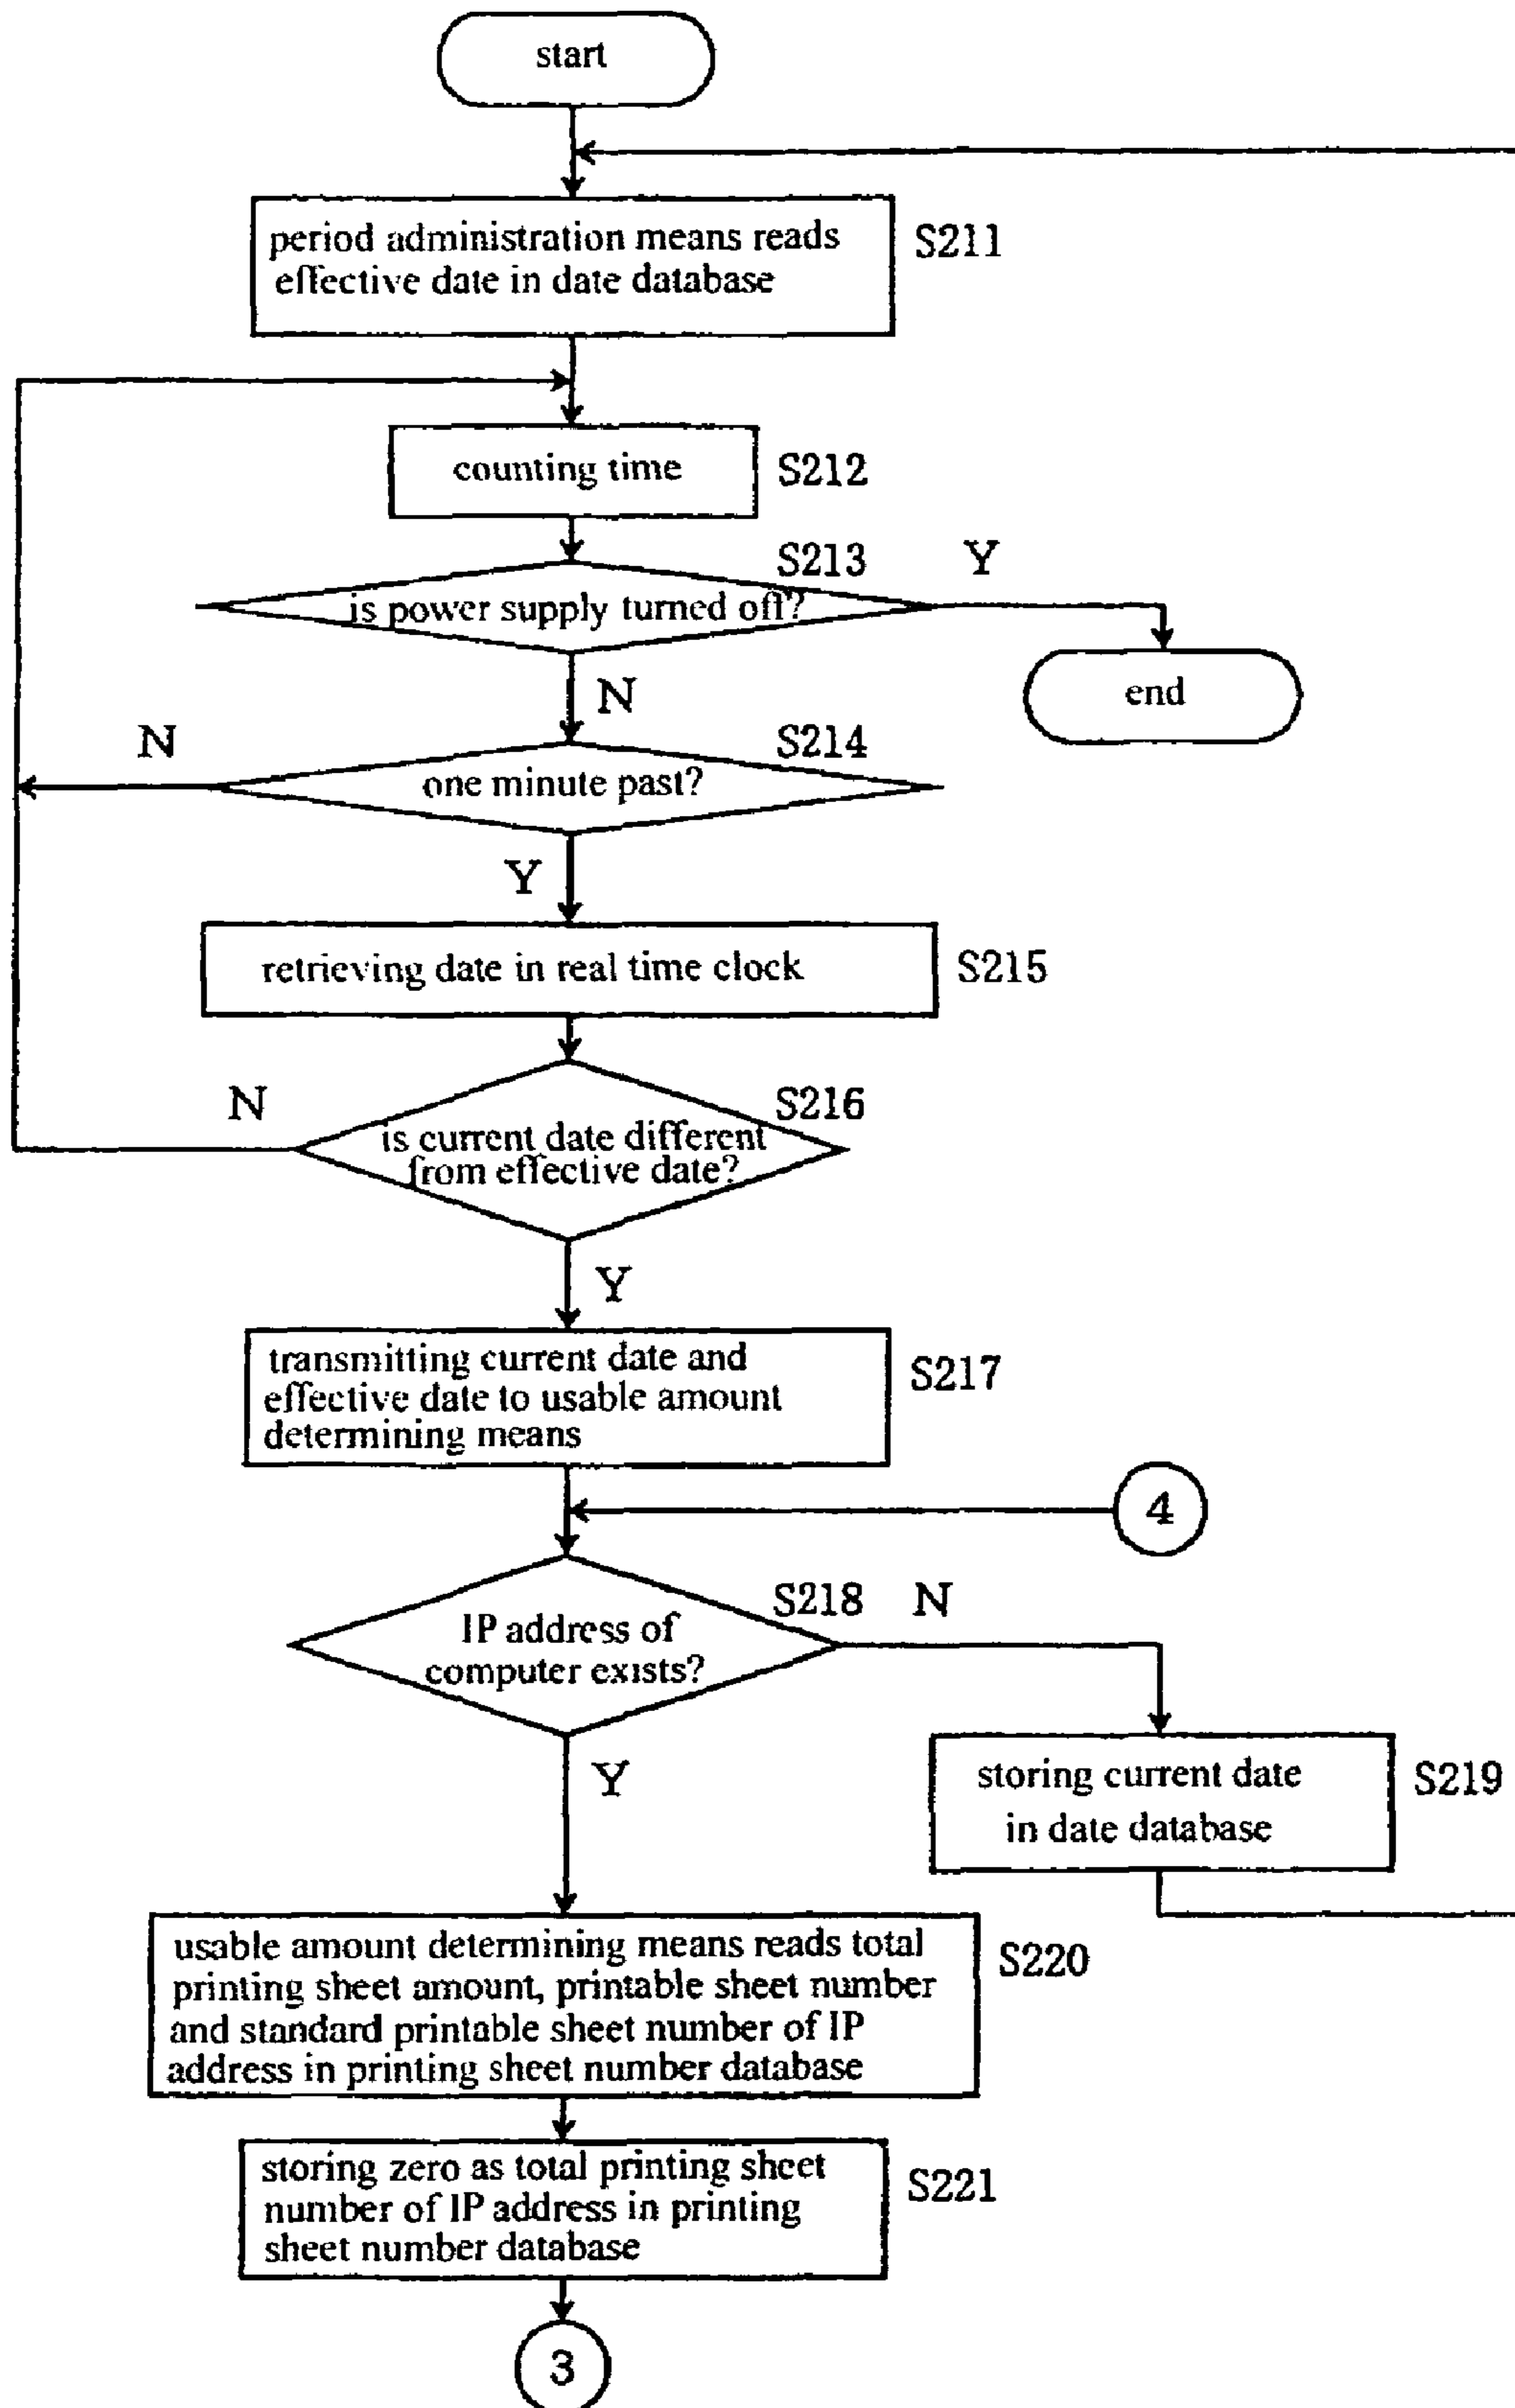 start
period administration means reads
effective date in date database
S211
counting time
S212
S213
Y
is power supply turned off?
end
N
N
S214
one minute past?
Y
retrieving date in real time clock
S215
N
S216
is current date different
from effective date?
Y
transmitting current date and
effective date to usable amount
determining means
S217
4
S218
N
IP address of
computer exists?
Y
storing current date
in date database
S219
usable amount determining means reads total
printing sheet amount, printable sheet number
and standard printable sheet number of IP
address in printing sheet number database
S220
storing zero as total printing sheet
number of IP address in printing
sheet number database
S221
3